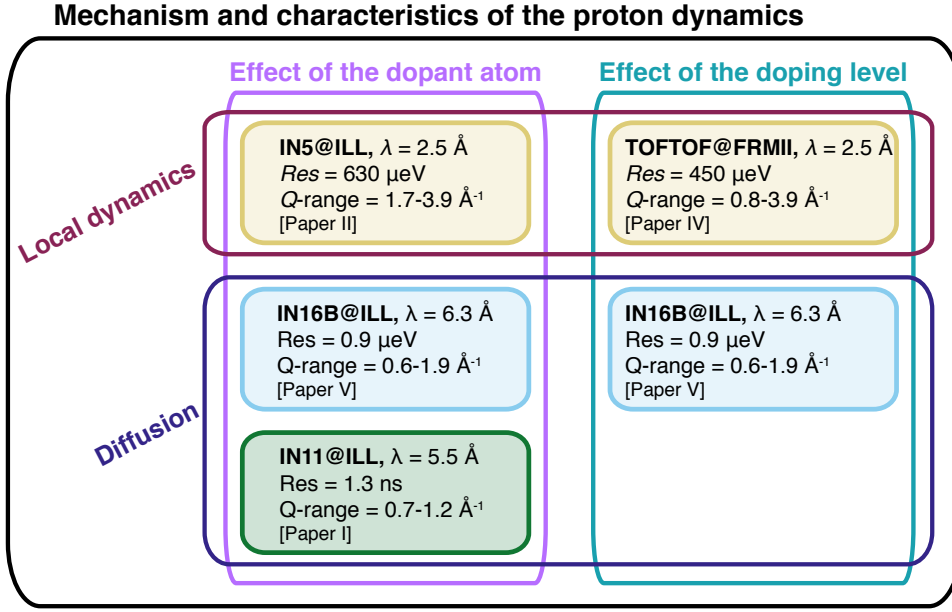 Mechanism and characteristics of the proton dynamics
Effect of the dopant atom
Effect of the doping level
Local dynamics
IN5@ILL, λ = 2.5 Å
Res = 630 µeV
Q-range = 1.7-3.9 Å⁻¹
[Paper II]
TOFTOF@FRMII, λ = 2.5 Å
Res = 450 µeV
Q-range = 0.8-3.9 Å⁻¹
[Paper IV]
Diffusion
IN16B@ILL, λ = 6.3 Å
Res = 0.9 µeV
Q-range = 0.6-1.9 Å⁻¹
[Paper V]
IN16B@ILL, λ = 6.3 Å
Res = 0.9 µeV
Q-range = 0.6-1.9 Å⁻¹
[Paper V]
IN11@ILL, λ = 5.5 Å
Res = 1.3 ns
Q-range = 0.7-1.2 Å⁻¹
[Paper I]